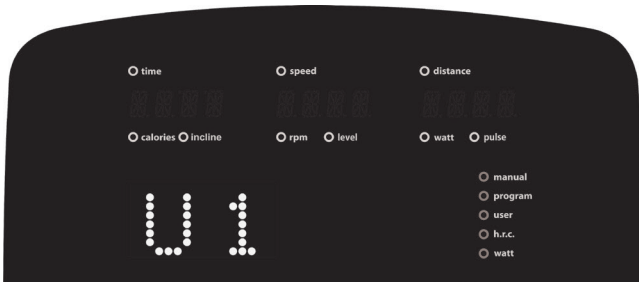 time speed distance
calories incline rpm level watt pulse
manual
program
user
h.r.c.
watt
U1